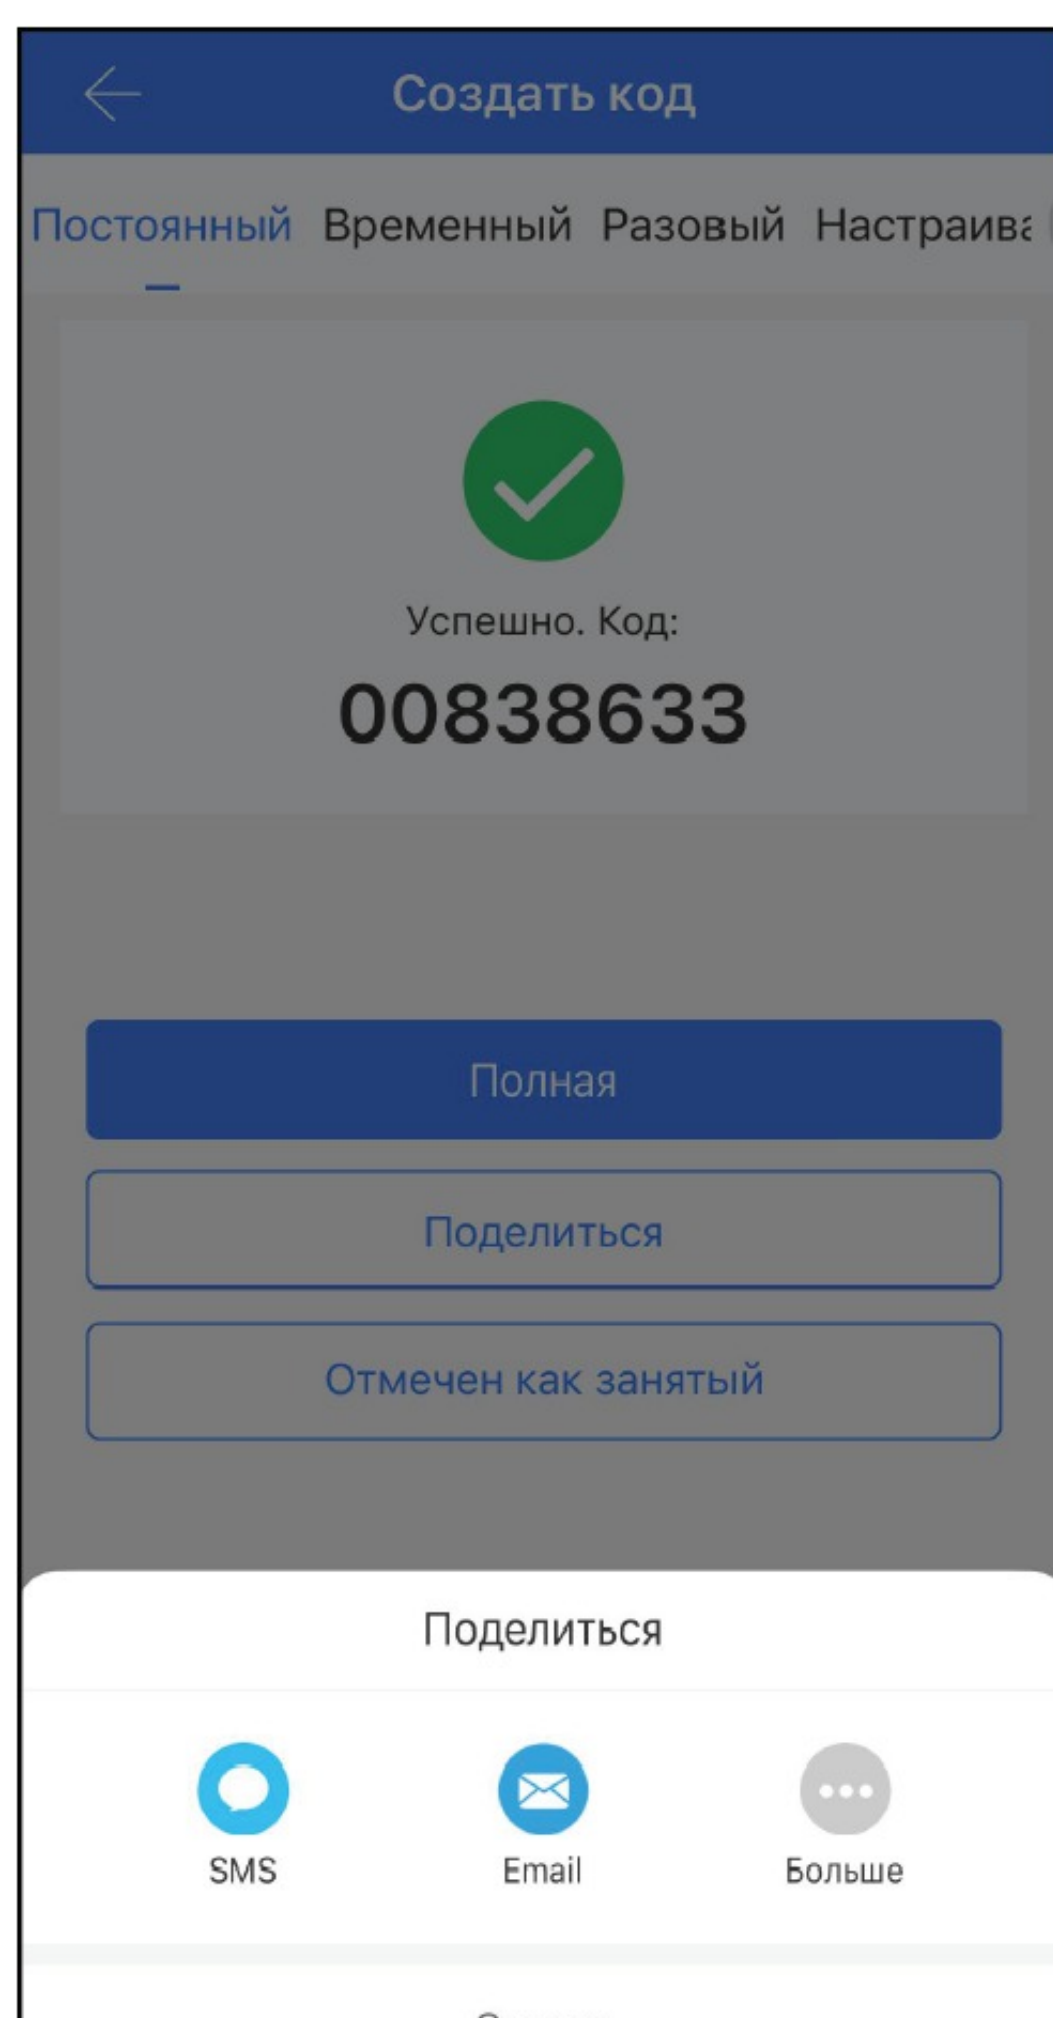 Создать код
Постоянный Временный Разовый
Успешно. Код:
00838633
Полная
Поделиться
Отмечен как занятый
Поделиться
SMS Email Больше